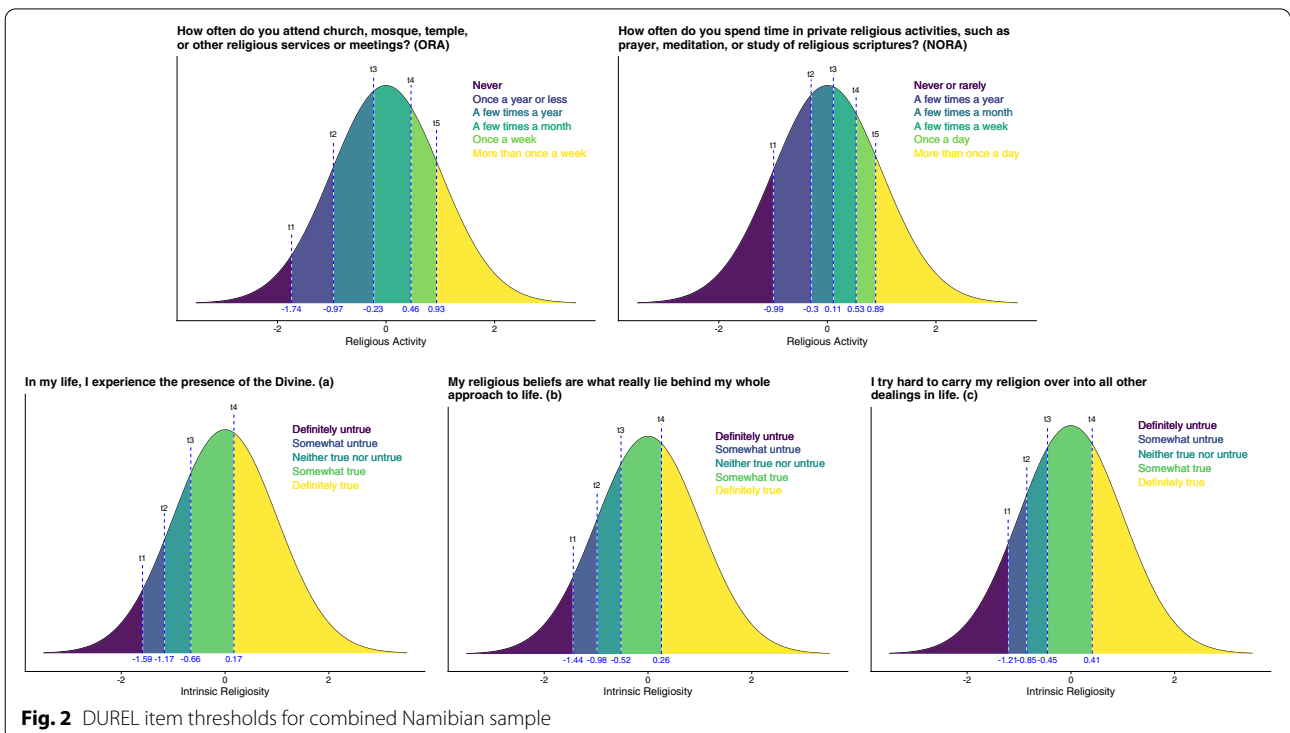 How often do you attend church, mosque, temple,
or other religious services or meetings? (ORA)
t3
t4
t5
t2
t1
Never
Once a year or less
A few times a year
A few times a month
Once a week
More than once a week
-1.74 -0.97 -0.23 0.46 0.93
-2 0 2
Religious Activity
How often do you spend time in private religious activities, such as
prayer, meditation, or study of religious scriptures? (NORA)
t3
t2
t4
t5
t1
Never or rarely
A few times a year
A few times a month
A few times a week
Once a day
More than once a day
-0.99 -0.3 0.11 0.53 0.89
-2 0 2
Religious Activity
In my life, I experience the presence of the Divine. (a)
t4
t3
t2
t1
Definitely untrue
Somewhat untrue
Neither true nor untrue
Somewhat true
Definitely true
-1.59 -1.17 -0.66 0.17
-2 0 2
Intrinsic Religiosity
My religious beliefs are what really lie behind my whole
approach to life. (b)
t4
t3
t2
t1
Definitely untrue
Somewhat untrue
Neither true nor untrue
Somewhat true
Definitely true
-1.44 -0.98 -0.52 0.26
-2 0 2
Intrinsic Religiosity
I try hard to carry my religion over into all other
dealings in life. (c)
t3 t4
t2
t1
Definitely untrue
Somewhat untrue
Neither true nor untrue
Somewhat true
Definitely true
-1.21 -0.85 -0.45 0.41
-2 0 2
Intrinsic Religiosity
Fig. 2 DUREL item thresholds for combined Namibian sample